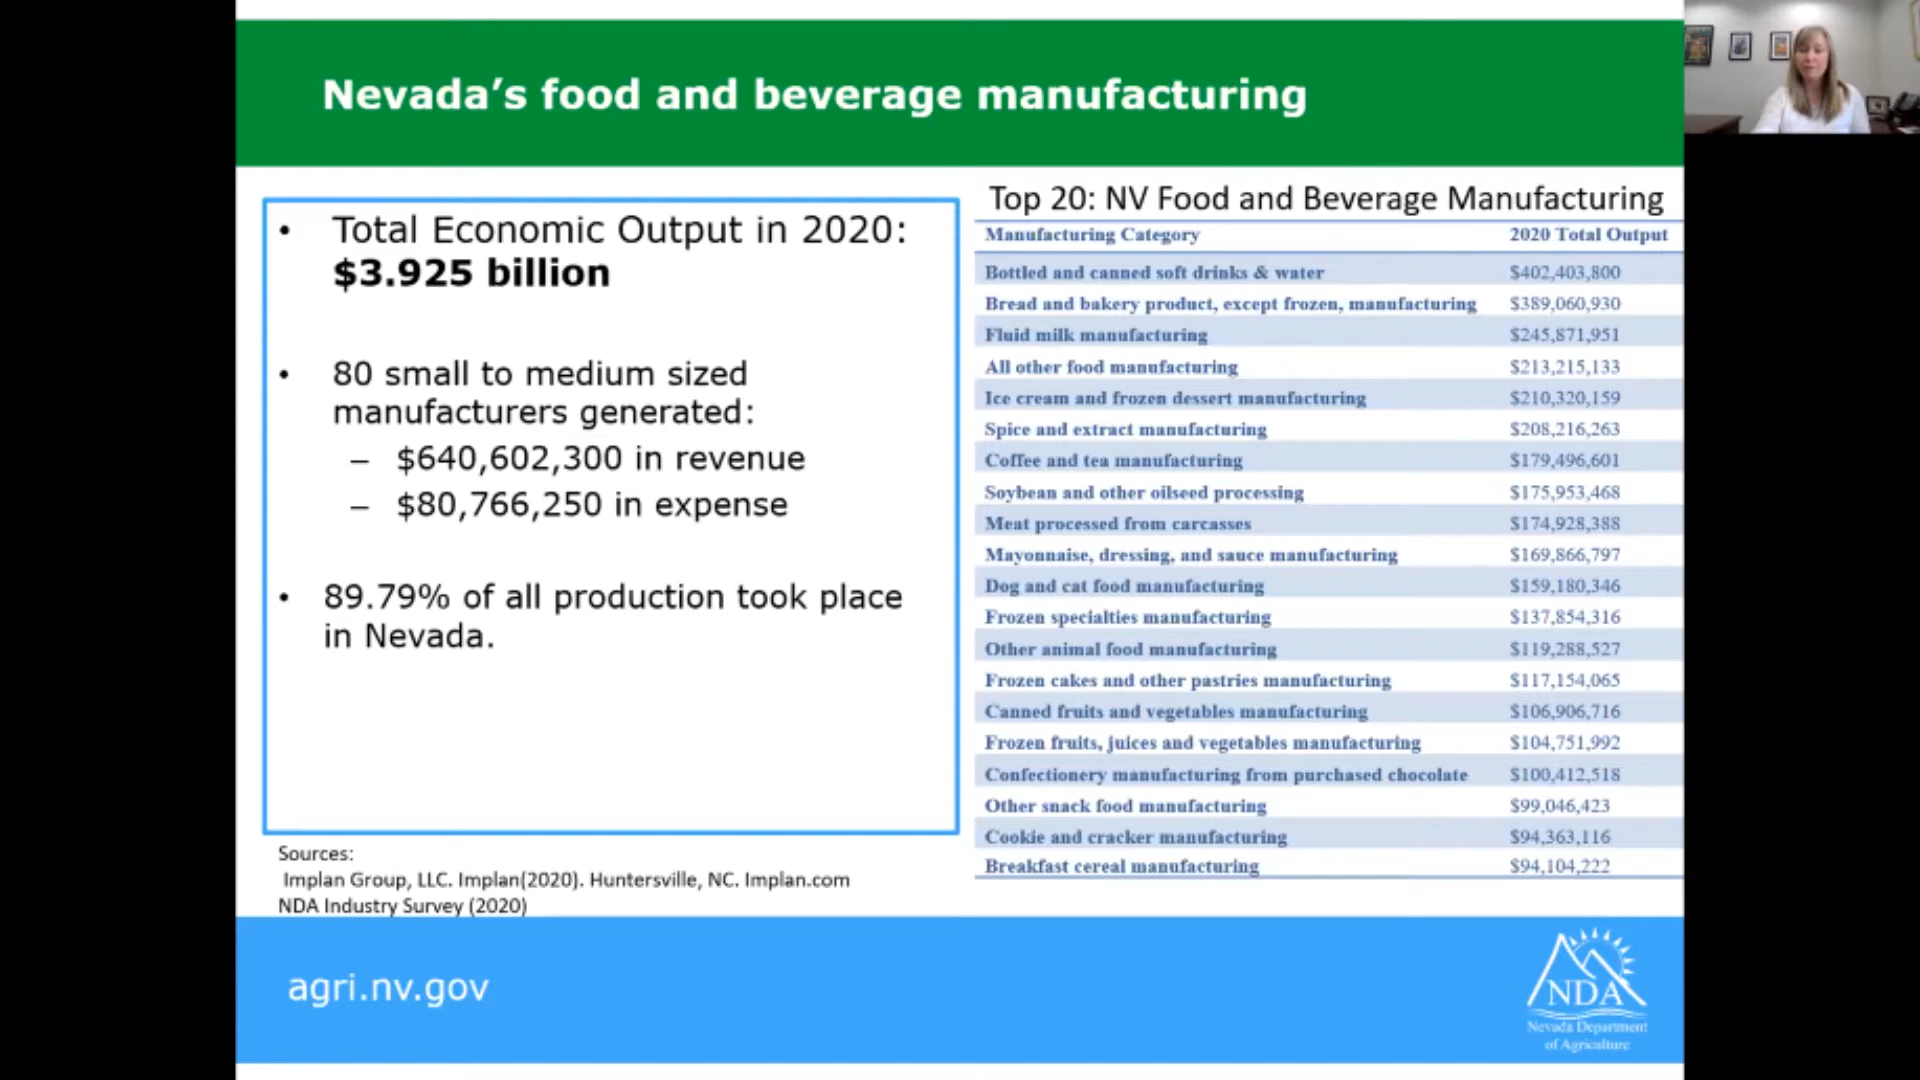 Nevada's food and beverage manufacturing
• Total Economic Output in 2020:
$3.925 billion
• 80 small to medium sized
manufacturers generated:
– $640,602,300 in revenue
– $80,766,250 in expense
• 89.79% of all production took place
in Nevada.
Sources:
Implan Group, LLC. Implan(2020). Huntersville, NC. Implan.com
NDA Industry Survey (2020)
Top 20: NV Food and Beverage Manufacturing
Manufacturing Category 2020 Total Output
Bottled and canned soft drinks & water $402,403,800
Bread and bakery product, except frozen, manufacturing $389,060,930
Fluid milk manufacturing $245,871,951
All other food manufacturing $213,215,133
Ice cream and frozen dessert manufacturing $210,320,159
Spice and extract manufacturing $208,216,263
Coffee and tea manufacturing $179,496,601
Soybean and other oilseed processing $175,953,468
Meat processed from carcasses $174,928,388
Mayonnaise, dressing, and sauce manufacturing $169,866,797
Dog and cat food manufacturing $159,180,346
Frozen specialties manufacturing $137,854,316
Other animal food manufacturing $119,288,527
Frozen cakes and other pastries manufacturing $117,154,065
Canned fruits and vegetables manufacturing $106,906,716
Frozen fruits, juices and vegetables manufacturing $104,751,992
Confectionery manufacturing from purchased chocolate $100,412,518
Other snack food manufacturing $99,046,423
Cookie and cracker manufacturing $94,363,116
Breakfast cereal manufacturing $94,104,222
agri.nv.gov
NDA
Nevada Department
of Agriculture